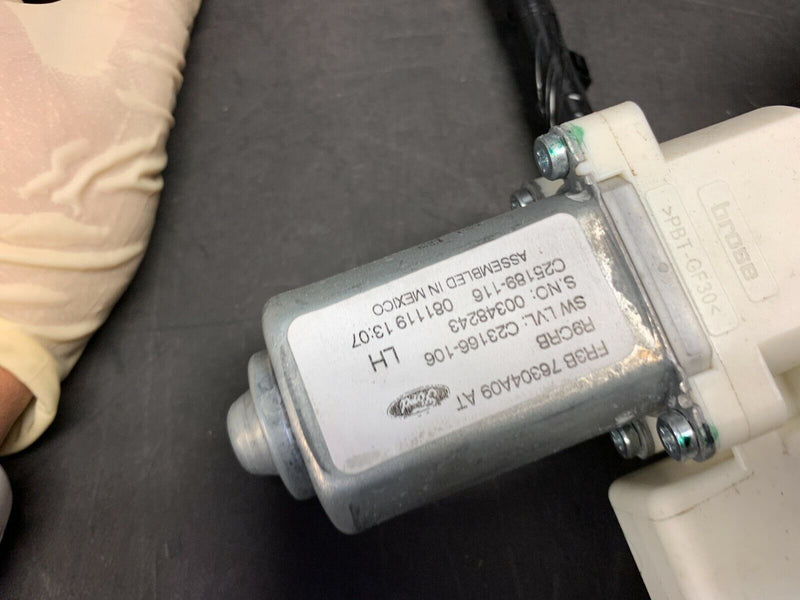 Ford
FR3B 76304A09 AT
R9CRB
SW LVL: C23166-106
LH
S.NO: 00348243
C25189-116 081119 13:07
ASSEMBLED IN MEXICO
brose
>PBT-GF30<